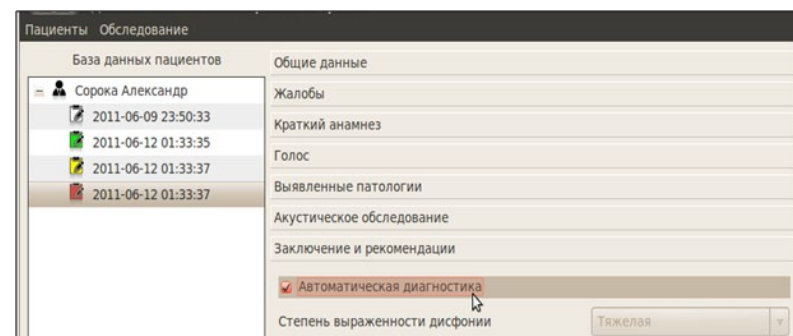 Пациенты Обследование
База данных пациентов
Сорока Александр
2011-06-09 23:50:33
2011-06-12 01:33:35
2011-06-12 01:33:37
2011-06-12 01:33:37
Общие данные
Жалобы
Краткий анамнез
Голос
Выявленные патологии
Акустическое обследование
Заключение и рекомендации
Автоматическая диагностика
Степень выраженности дисфонии Тяжелая